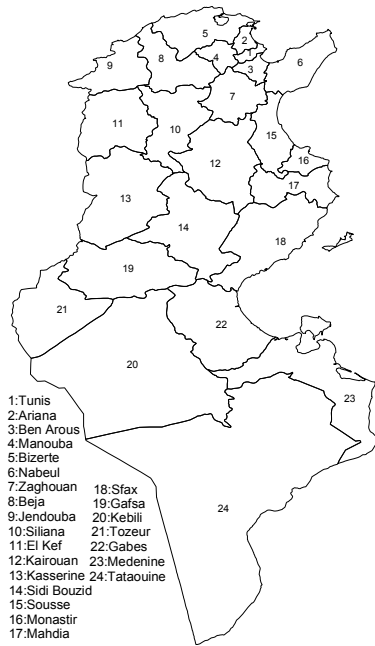 5
2
1
9
8
4
3
6
7
11
10
15
12
16
17
13
14
18
19
21
22
20
23
24
1:Tunis
2:Ariana
3:Ben Arous
4:Manouba
5:Bizerte
6:Nabeul
7:Zaghouan
8:Beja
9:Jendouba
10:Siliana
11:El Kef
12:Kairouan
13:Kasserine
14:Sidi Bouzid
15:Sousse
16:Monastir
17:Mahdia
18:Sfax
19:Gafsa
20:Kebili
21:Tozeur
22:Gabes
23:Medenine
24:Tataouine